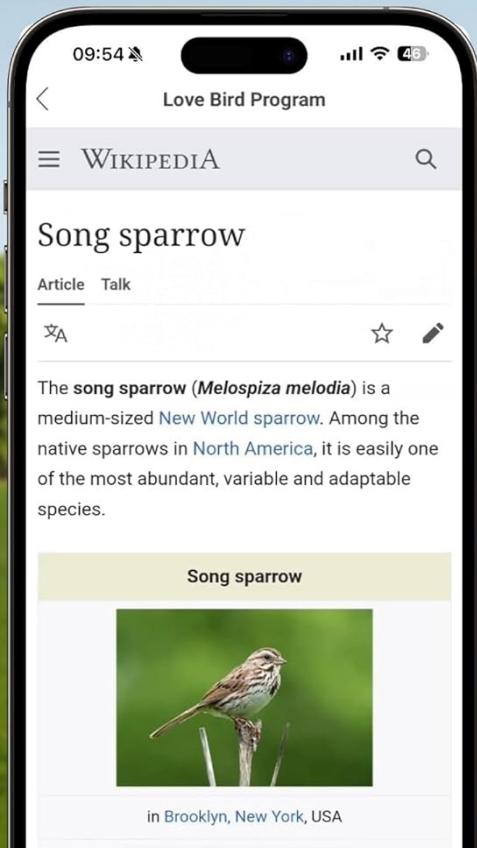 09:54
46
Love Bird Program
WIKIPEDIA
Song sparrow
Article Talk
文A
The song sparrow (Melospiza melodia) is a
medium-sized New World sparrow. Among the
native sparrows in North America, it is easily one
of the most abundant, variable and adaptable
species.
Song sparrow
in Brooklyn, New York, USA